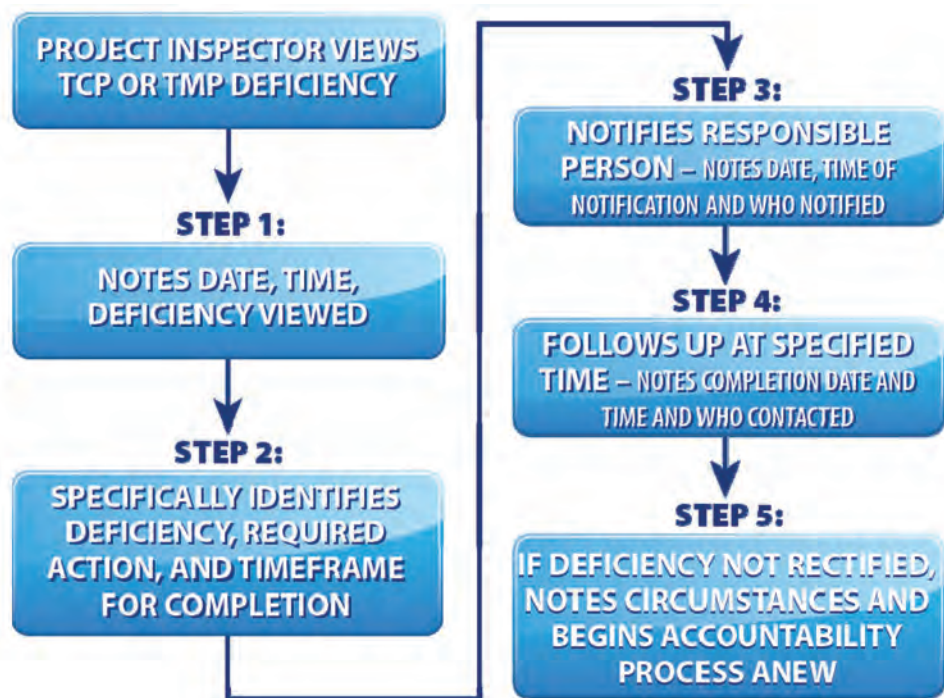 PROJECT INSPECTOR VIEWS
TCP OR TMP DEFICIENCY
STEP 1:
NOTES DATE, TIME,
DEFICIENCY VIEWED
STEP 2:
SPECIFICALLY IDENTIFIES
DEFICIENCY, REQUIRED
ACTION, AND TIMEFRAME
FOR COMPLETION
STEP 3:
NOTIFIES RESPONSIBLE
PERSON – NOTES DATE, TIME OF
NOTIFICATION AND WHO NOTIFIED
STEP 4:
FOLLOWS UP AT SPECIFIED
TIME – NOTES COMPLETION DATE AND
TIME AND WHO CONTACTED
STEP 5:
IF DEFICIENCY NOT RECTIFIED,
NOTES CIRCUMSTANCES AND
BEGINS ACCOUNTABILITY
PROCESS ANEW